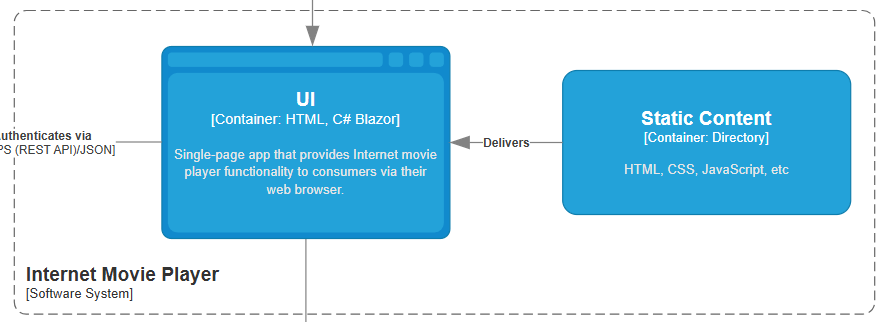 UI
[Container: HTML, C# Blazor]
Single-page app that provides Internet movie
player functionality to consumers via their
web browser.
uthenticates via
PS (REST API)/JSON]
Delivers
Static Content
[Container: Directory]
HTML, CSS, JavaScript, etc
Internet Movie Player
[Software System]